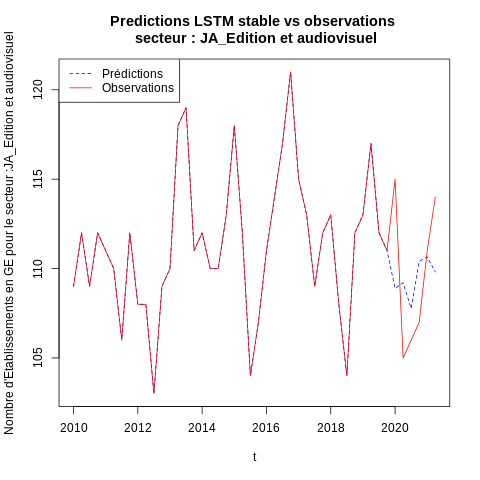 Predictions LSTM stable vs observations
secteur : JA_Edition et audiovisuel
Nombre d'Etablissements en GE pour le secteur :JA_Edition et audiovisuel
Prédictions
Observations
120
115
110
105
2010 2012 2014 2016 2018 2020
t